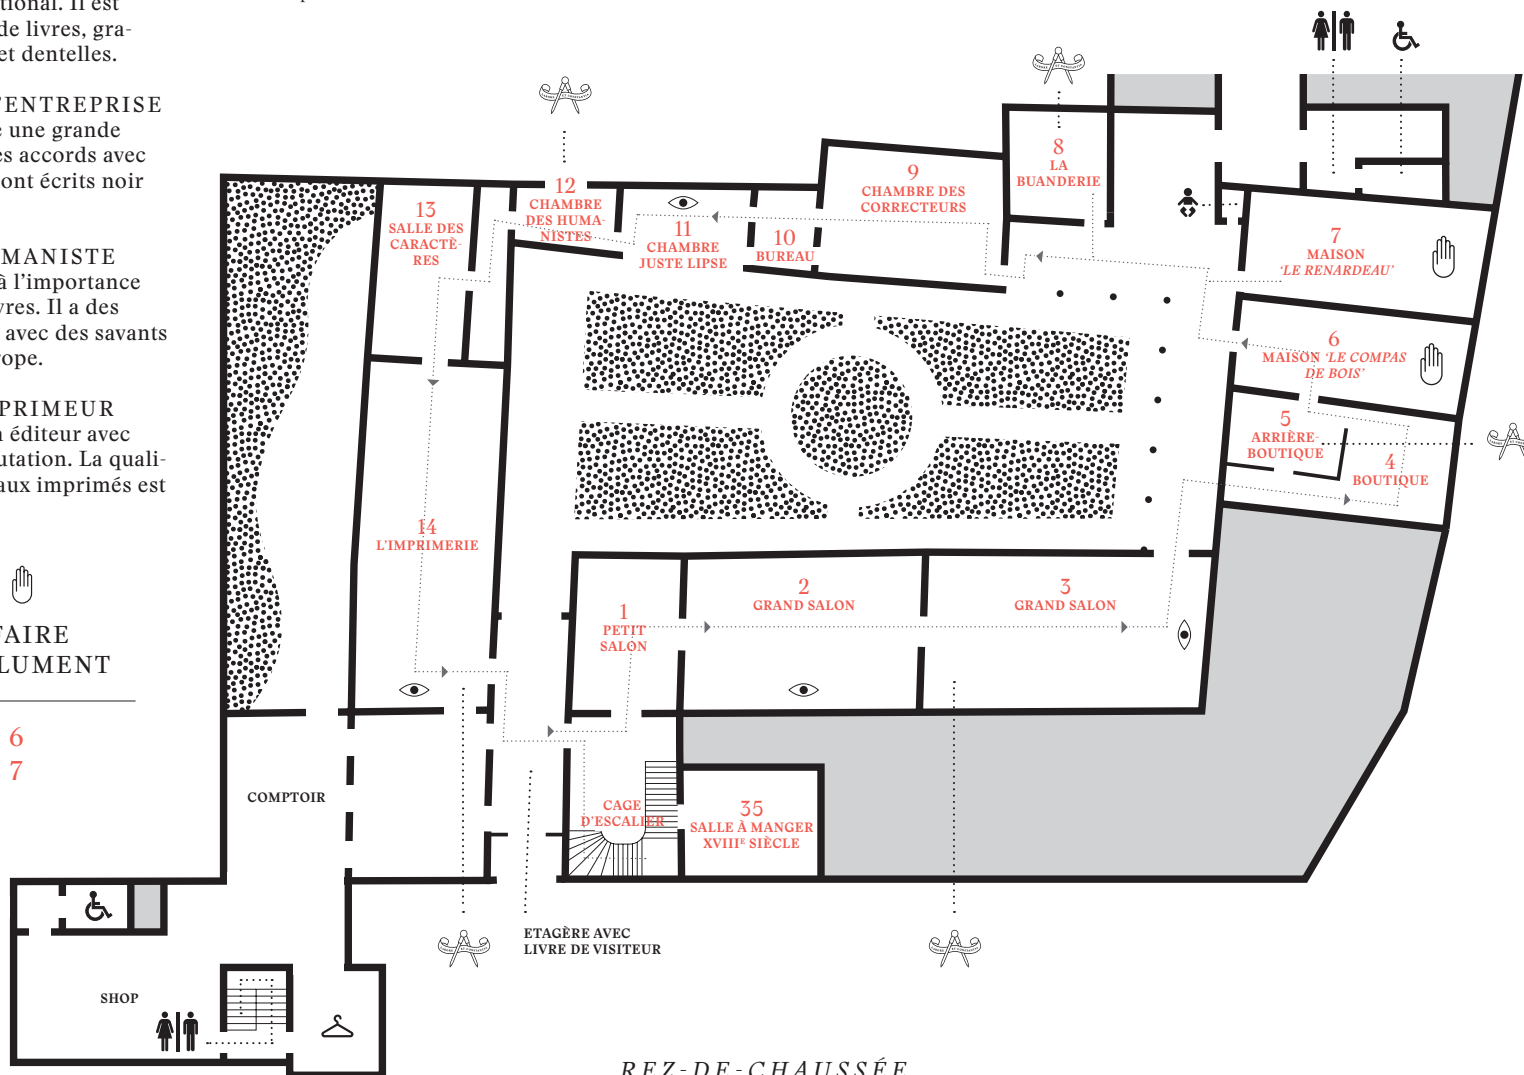 tional. Il est
de livres, gra-
et dentelles.
'ENTREPRISE
e une grande
es accords avec
ont écrits noir
MANISTE
à l'importance
vres. Il a des
avec des savants
rope.
PRIMEUR
n éditeur avec
utation. La quali-
aux imprimés est
FAIRE
LUMENT
6
7
12
CHAMBRE
DES HUMA-
NISTES
13
SALLE DES
CARACTÈ-
RES
11
CHAMBRE
JUSTE LIPSE
10
BUREAU
9
CHAMBRE DES
CORRECTEURS
8
LA
BUANDERIE
7
MAISON
'LE RENARDEAU'
6
MAISON 'LE COMPAS
DE BOIS'
5
ARRIÈRE-
BOUTIQUE
4
BOUTIQUE
14
L'IMPRIMERIE
1
PETIT
SALON
2
GRAND SALON
3
GRAND SALON
COMPTOIR
CAGE
D'ESCALIER
35
SALLE À MANGER
XVIIIE SIÈCLE
ETAGÈRE AVEC
LIVRE DE VISITEUR
SHOP
REZ-DE-CHAUSSÉE